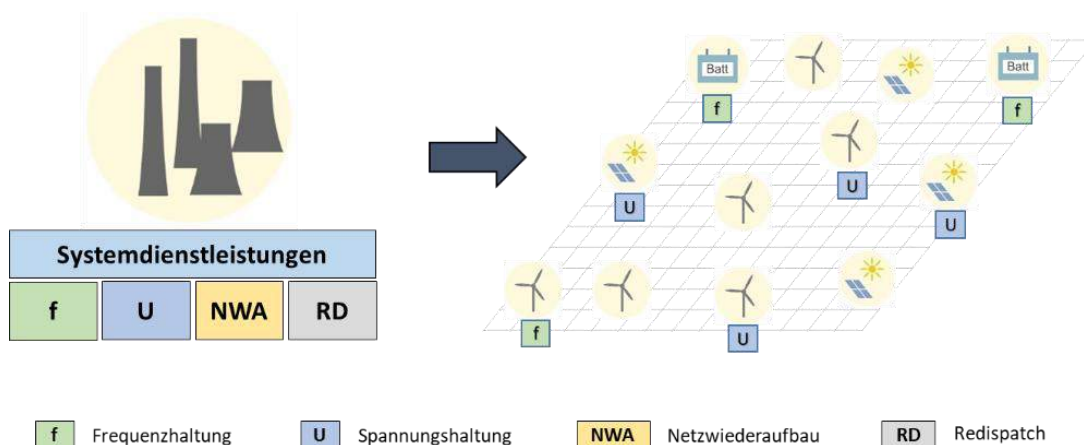 Batt
Batt
f
f
U
U
U
Systemdienstleistungen
f U NWA RD
f
U
f Frequenzhaltung U Spannungshaltung NWA Netzwiederaufbau RD Redispatch